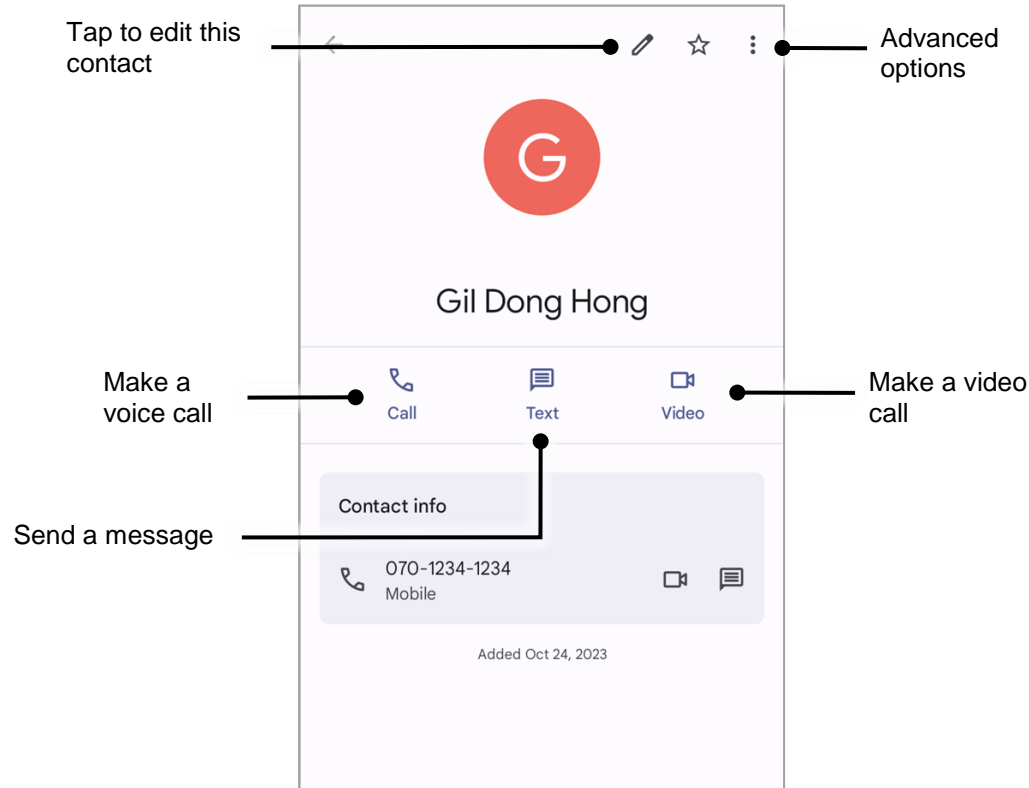 Tap to edit this
contact
Advanced
options
G
Gil Dong Hong
Make a
voice call
Call
Text
Video
Make a video
call
Contact info
Send a message
070-1234-1234
Mobile
Added Oct 24, 2023